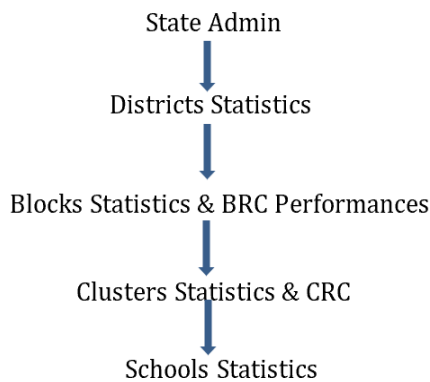 State Admin
Districts Statistics
Blocks Statistics & BRC Performances
Clusters Statistics & CRC
Schools Statistics